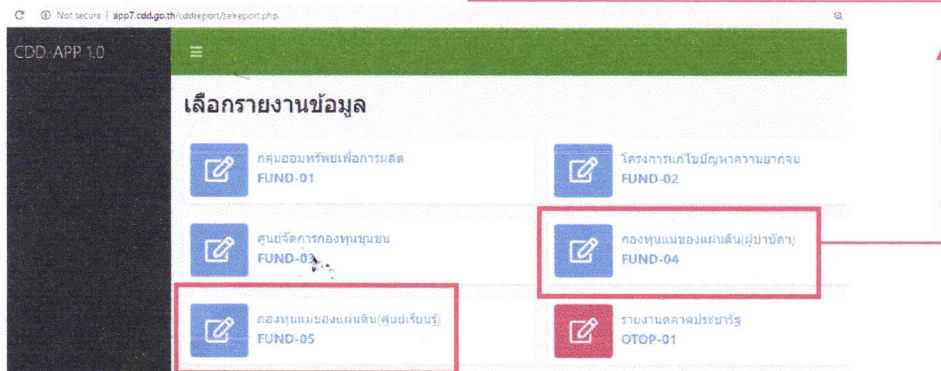 Not secure | app7.cdd.go.th/cddreport/selreport.php
CDD-APP 1.0
เลือกรายงานข้อมูล
กลุ่มออมทรัพย์เพื่อการผลิต
FUND-01
โครงการแก้ไขปัญหาความยากจน
FUND-02
ศูนย์จัดการกองทุนชุมชน
FUND-03
กองทุนแม่ของแผ่นดิน(ผู้บำบัดฯ)
FUND-04
กองทุนแม่ของแผ่นดิน(ศูนย์เรียนรู้)
FUND-05
รายงานตลาดประชารัฐ
OTOP-01